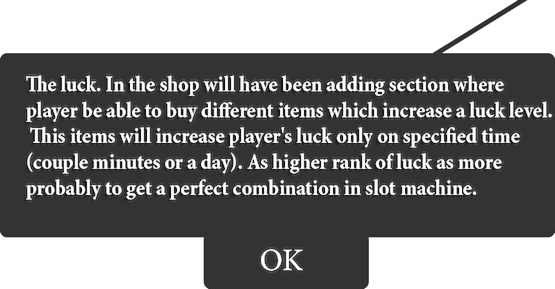 The luck. In the shop will have been adding section where
player be able to buy different items which increase a luck level.
This items will increase player's luck only on specified time
(couple minutes or a day). As higher rank of luck as more
probably to get a perfect combination in slot machine.
OK